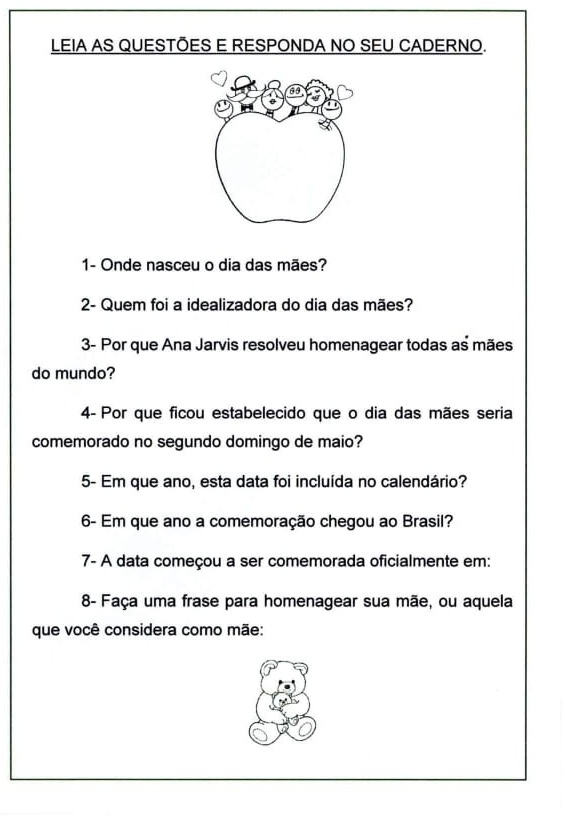 LEIA AS QUESTÕES E RESPONDA NO SEU CADERNO.
1- Onde nasceu o dia das mães?
2- Quem foi a idealizadora do dia das mães?
3- Por que Ana Jarvis resolveu homenagear todas as mães
do mundo?
4- Por que ficou estabelecido que o dia das mães seria
comemorado no segundo domingo de maio?
5- Em que ano, esta data foi incluída no calendário?
6- Em que ano a comemoração chegou ao Brasil?
7- A data começou a ser comemorada oficialmente em:
8- Faça uma frase para homenagear sua mãe, ou aquela
que você considera como mãe: